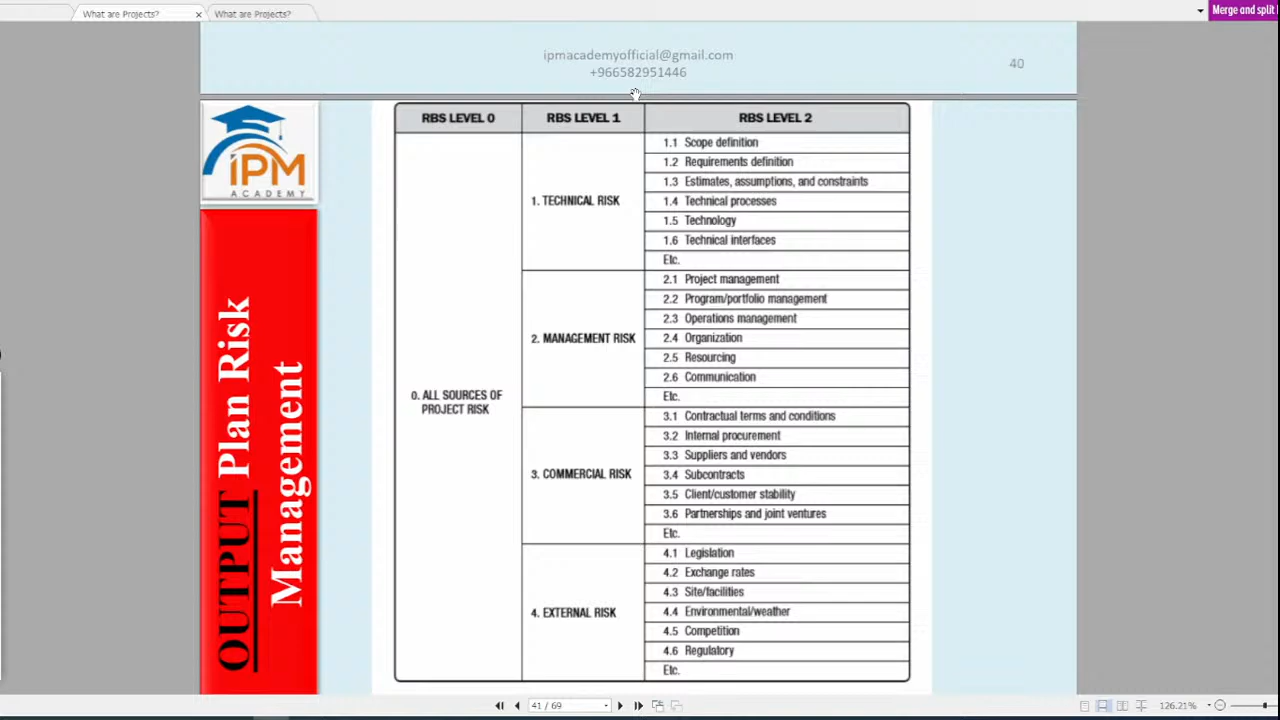 What are Projects?
What are Projects?
Merge and split
ipmacademyofficial@gmail.com
+966582951446
40
iPM
ACADEMY
OUTPUT Plan Risk
Management
RBS LEVEL 0
RBS LEVEL 1
RBS LEVEL 2
0. ALL SOURCES OF
PROJECT RISK
1. TECHNICAL RISK
1.1 Scope definition
1.2 Requirements definition
1.3 Estimates, assumptions, and constraints
1.4 Technical processes
1.5 Technology
1.6 Technical interfaces
Etc.
2. MANAGEMENT RISK
2.1 Project management
2.2 Program/portfolio management
2.3 Operations management
2.4 Organization
2.5 Resourcing
2.6 Communication
Etc.
3. COMMERCIAL RISK
3.1 Contractual terms and conditions
3.2 Internal procurement
3.3 Suppliers and vendors
3.4 Subcontracts
3.5 Client/customer stability
3.6 Partnerships and joint ventures
Etc.
4. EXTERNAL RISK
4.1 Legislation
4.2 Exchange rates
4.3 Site/facilities
4.4 Environmental/weather
4.5 Competition
4.6 Regulatory
Etc.
41 / 69
126.21%